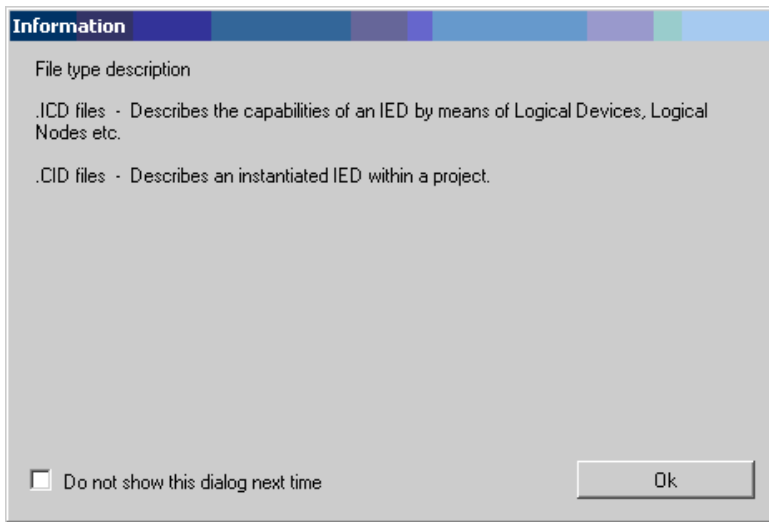 Information
File type description
.ICD files - Describes the capabilities of an IED by means of Logical Devices, Logical
Nodes etc.
.CID files - Describes an instantiated IED within a project.
Do not show this dialog next time
Ok